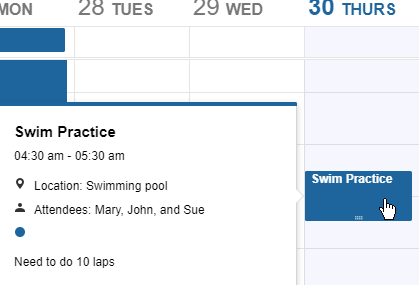 MON
28 TUES
29 WED
30 THURS
Swim Practice
04:30 am - 05:30 am
Location: Swimming pool
Attendees: Mary, John, and Sue
Need to do 10 laps
Swim Practice